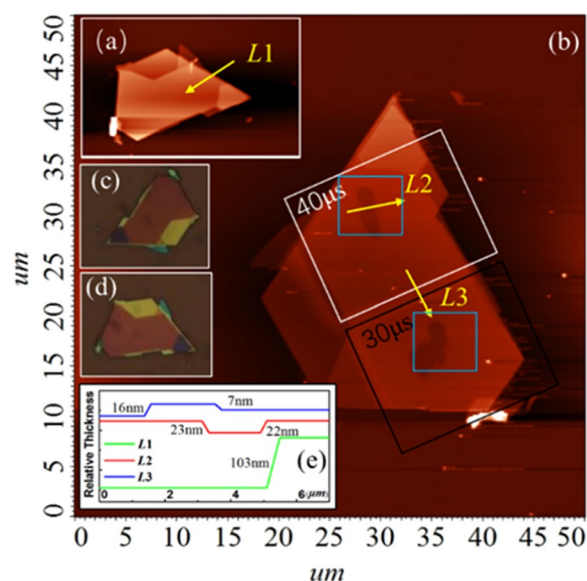 50
45
40
35
30
25
20
15
10
5
0
um
(a)
L1
(b)
(c)
(d)
40μs
L2
L3
30μs
16nm
7nm
23nm
22nm
103nm
(e)
Relative Thickness
L1
L2
L3
0 2 4 6 (μm)
0 5 10 15 20 25 30 35 40 45 50
um